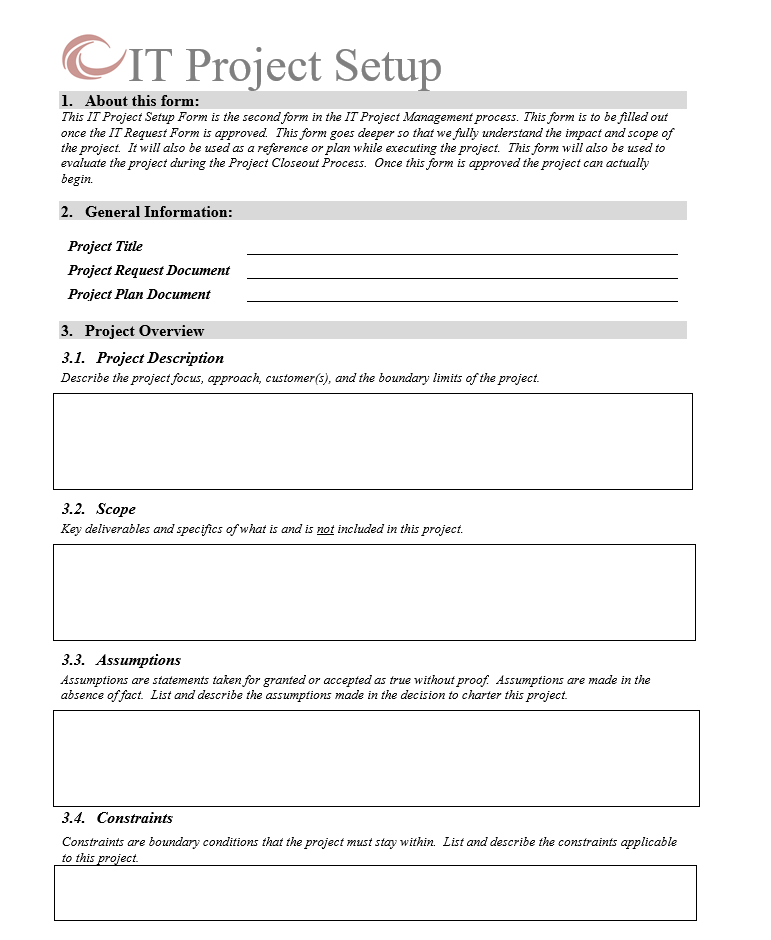 IT Project Setup
1. About this form:
This IT Project Setup Form is the second form in the IT Project Management process. This form is to be filled out
once the IT Request Form is approved. This form goes deeper so that we fully understand the impact and scope of
the project. It will also be used as a reference or plan while executing the project. This form will also be used to
evaluate the project during the Project Closeout Process. Once this form is approved the project can actually
begin.
2. General Information:
Project Title
Project Request Document
Project Plan Document
3. Project Overview
3.1. Project Description
Describe the project focus, approach, customer(s), and the boundary limits of the project.
3.2. Scope
Key deliverables and specifics of what is and is not included in this project.
3.3. Assumptions
Assumptions are statements taken for granted or accepted as true without proof. Assumptions are made in the
absence of fact. List and describe the assumptions made in the decision to charter this project.
3.4. Constraints
Constraints are boundary conditions that the project must stay within. List and describe the constraints applicable
to this project.